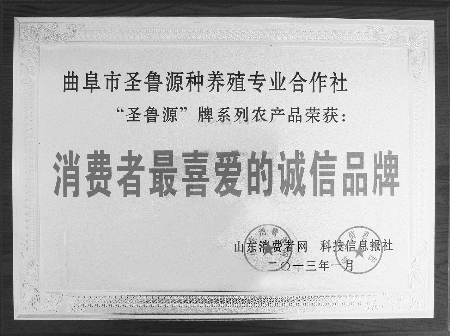 曲阜市圣鲁源种养殖专业合作社
“圣鲁源”牌系列农产品荣获：
消费者最喜爱的诚信品牌
山东消费者网 科技信息报社
二〇一三年一月